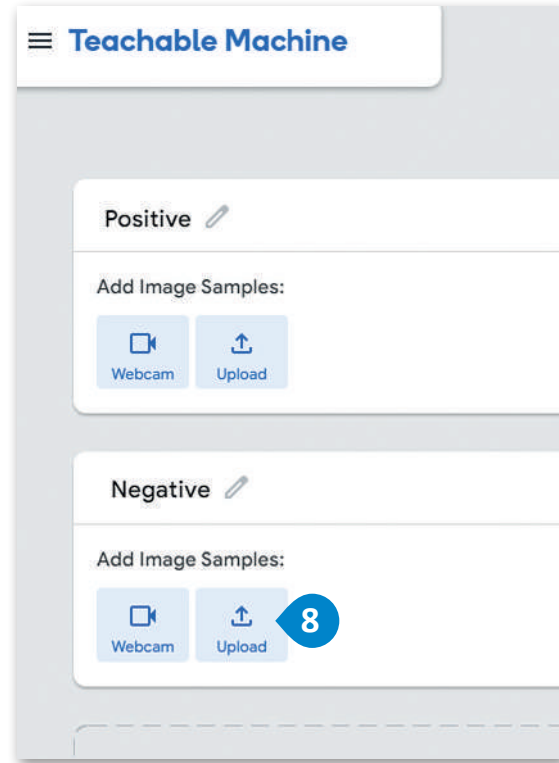 Teachable Machine
Positive
Add Image Samples:
Webcam Upload
Negative
Add Image Samples:
Webcam Upload 8